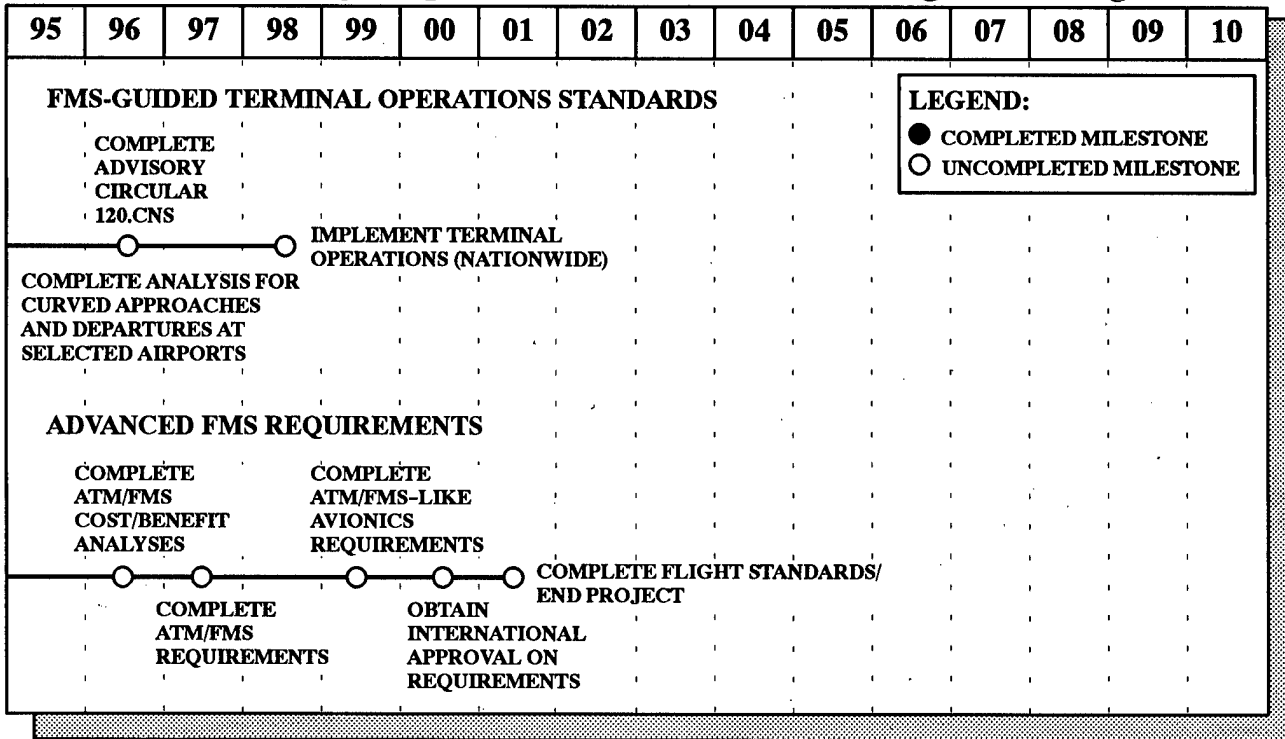 95 96 97 98 99 00 01 02 03 04 05 06 07 08 09 10
FMS-GUIDED TERMINAL OPERATIONS STANDARDS
LEGEND:
COMPLETED MILESTONE
UNCOMPLETED MILESTONE
COMPLETE
ADVISORY
CIRCULAR
120.CNS
IMPLEMENT TERMINAL
OPERATIONS (NATIONWIDE)
COMPLETE ANALYSIS FOR
CURVED APPROACHES
AND DEPARTURES AT
SELECTED AIRPORTS
ADVANCED FMS REQUIREMENTS
COMPLETE
ATM/FMS
COST/BENEFIT
ANALYSES
COMPLETE
ATM/FMS-LIKE
AVIONICS
REQUIREMENTS
COMPLETE FLIGHT STANDARDS/
END PROJECT
COMPLETE
ATM/FMS
REQUIREMENTS
OBTAIN
INTERNATIONAL
APPROVAL ON
REQUIREMENTS